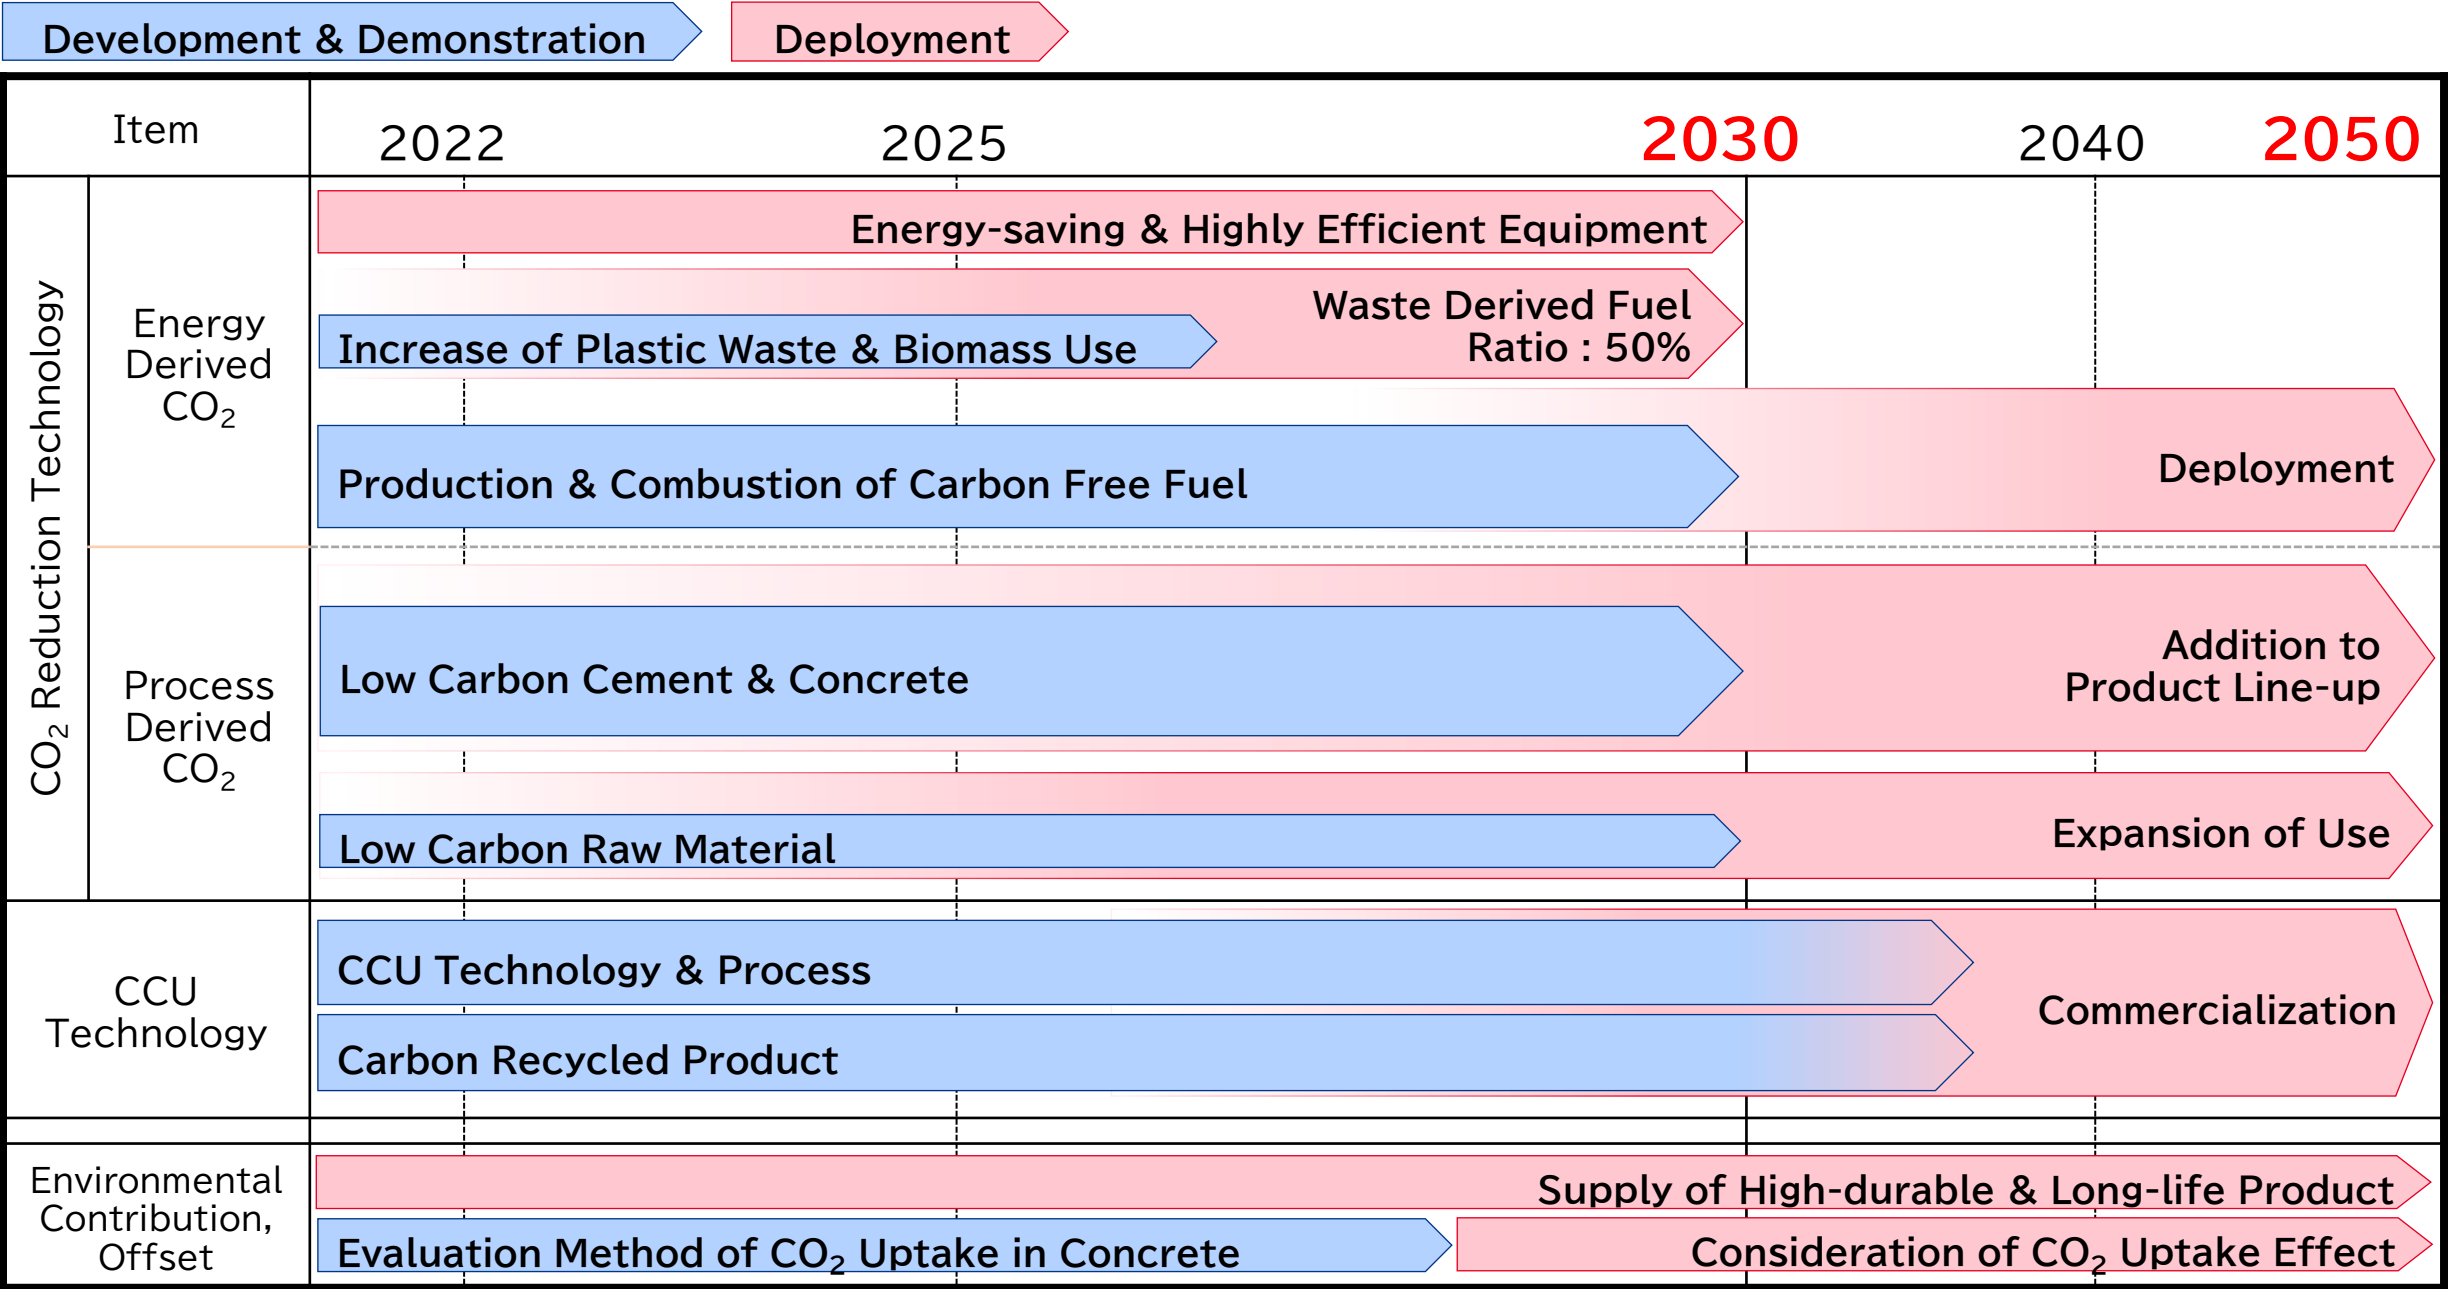 Development & Demonstration
Deployment
Item
2022
2025
2030
2040
2050
CO₂ Reduction Technology
Energy
Derived
CO₂
Energy-saving & Highly Efficient Equipment
Waste Derived Fuel
Ratio : 50%
Increase of Plastic Waste & Biomass Use
Production & Combustion of Carbon Free Fuel
Deployment
Process
Derived
CO₂
Low Carbon Cement & Concrete
Addition to
Product Line-up
Low Carbon Raw Material
Expansion of Use
CCU
Technology
CCU Technology & Process
Carbon Recycled Product
Commercialization
Environmental
Contribution,
Offset
Supply of High-durable & Long-life Product
Evaluation Method of CO₂ Uptake in Concrete
Consideration of CO₂ Uptake Effect